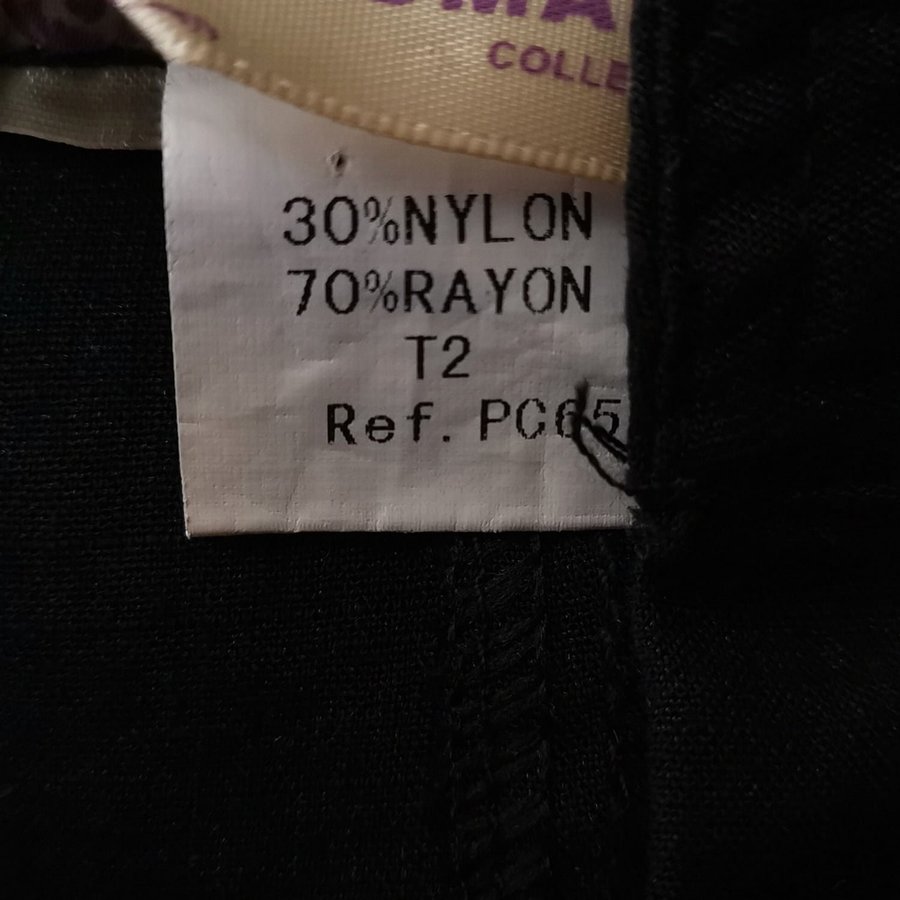 COLLE
30%NYLON
70%RAYON
T2
Ref. PC65